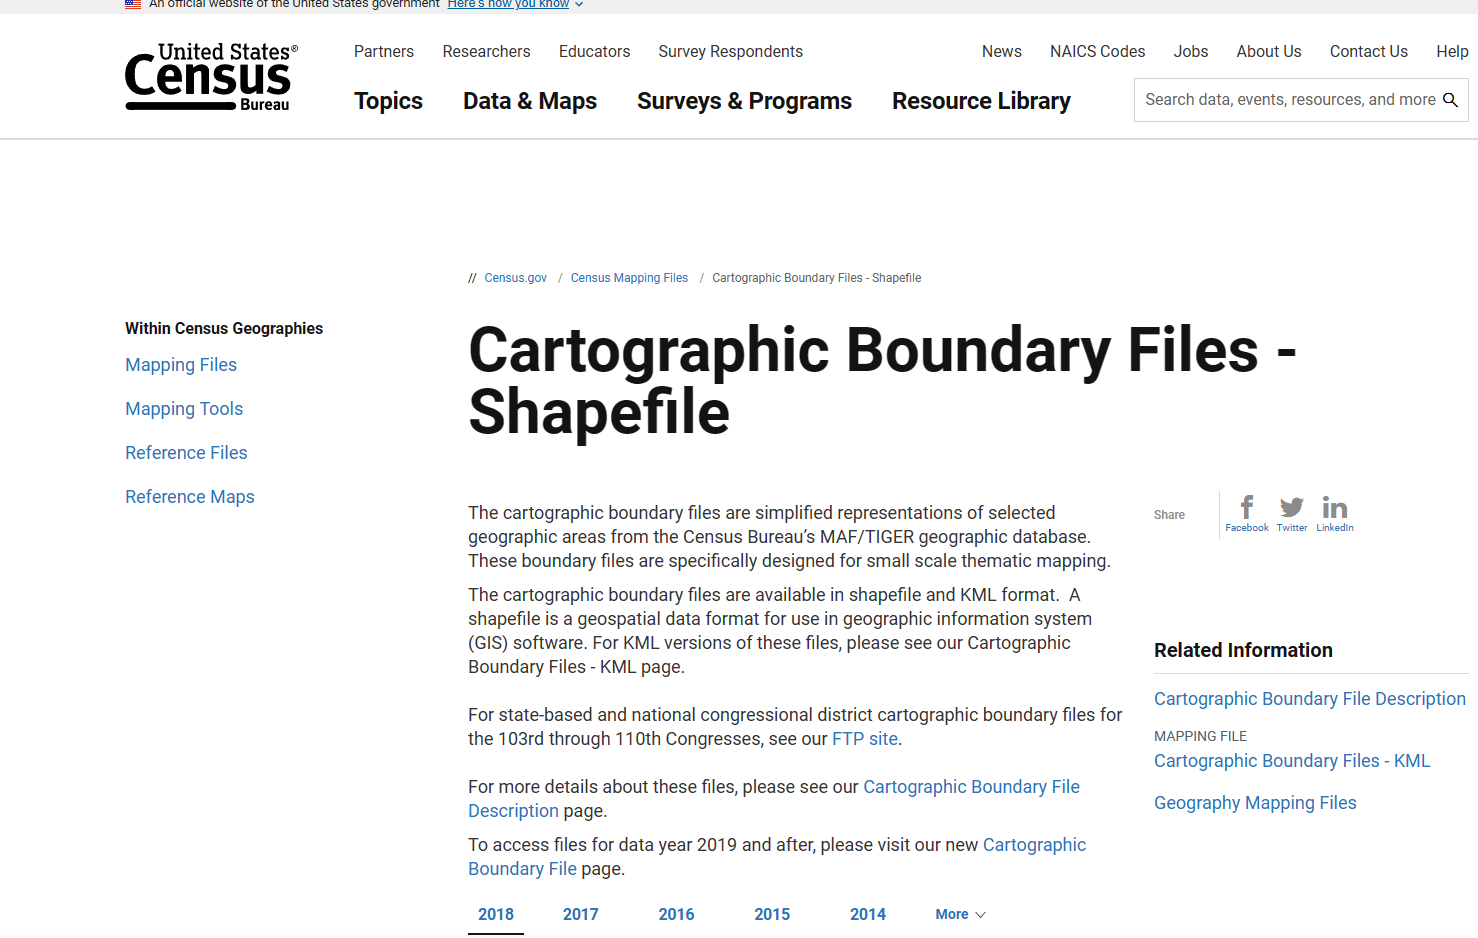 An official website of the United States government Here's how you know
United States®
Census
Bureau
Partners Researchers Educators Survey Respondents
News NAICS Codes Jobs About Us Contact Us Help
Topics Data & Maps Surveys & Programs Resource Library
Search data, events, resources, and more
// Census.gov / Census Mapping Files / Cartographic Boundary Files - Shapefile
Within Census Geographies
Mapping Files
Mapping Tools
Reference Files
Reference Maps
Cartographic Boundary Files -
Shapefile
The cartographic boundary files are simplified representations of selected
geographic areas from the Census Bureau’s MAF/TIGER geographic database.
These boundary files are specifically designed for small scale thematic mapping.
The cartographic boundary files are available in shapefile and KML format. A
shapefile is a geospatial data format for use in geographic information system
(GIS) software. For KML versions of these files, please see our Cartographic
Boundary Files - KML page.
For state-based and national congressional district cartographic boundary files for
the 103rd through 110th Congresses, see our FTP site.
For more details about these files, please see our Cartographic Boundary File
Description page.
To access files for data year 2019 and after, please visit our new Cartographic
Boundary File page.
2018 2017 2016 2015 2014 More
Share
Facebook Twitter LinkedIn
Related Information
Cartographic Boundary File Description
MAPPING FILE
Cartographic Boundary Files - KML
Geography Mapping Files